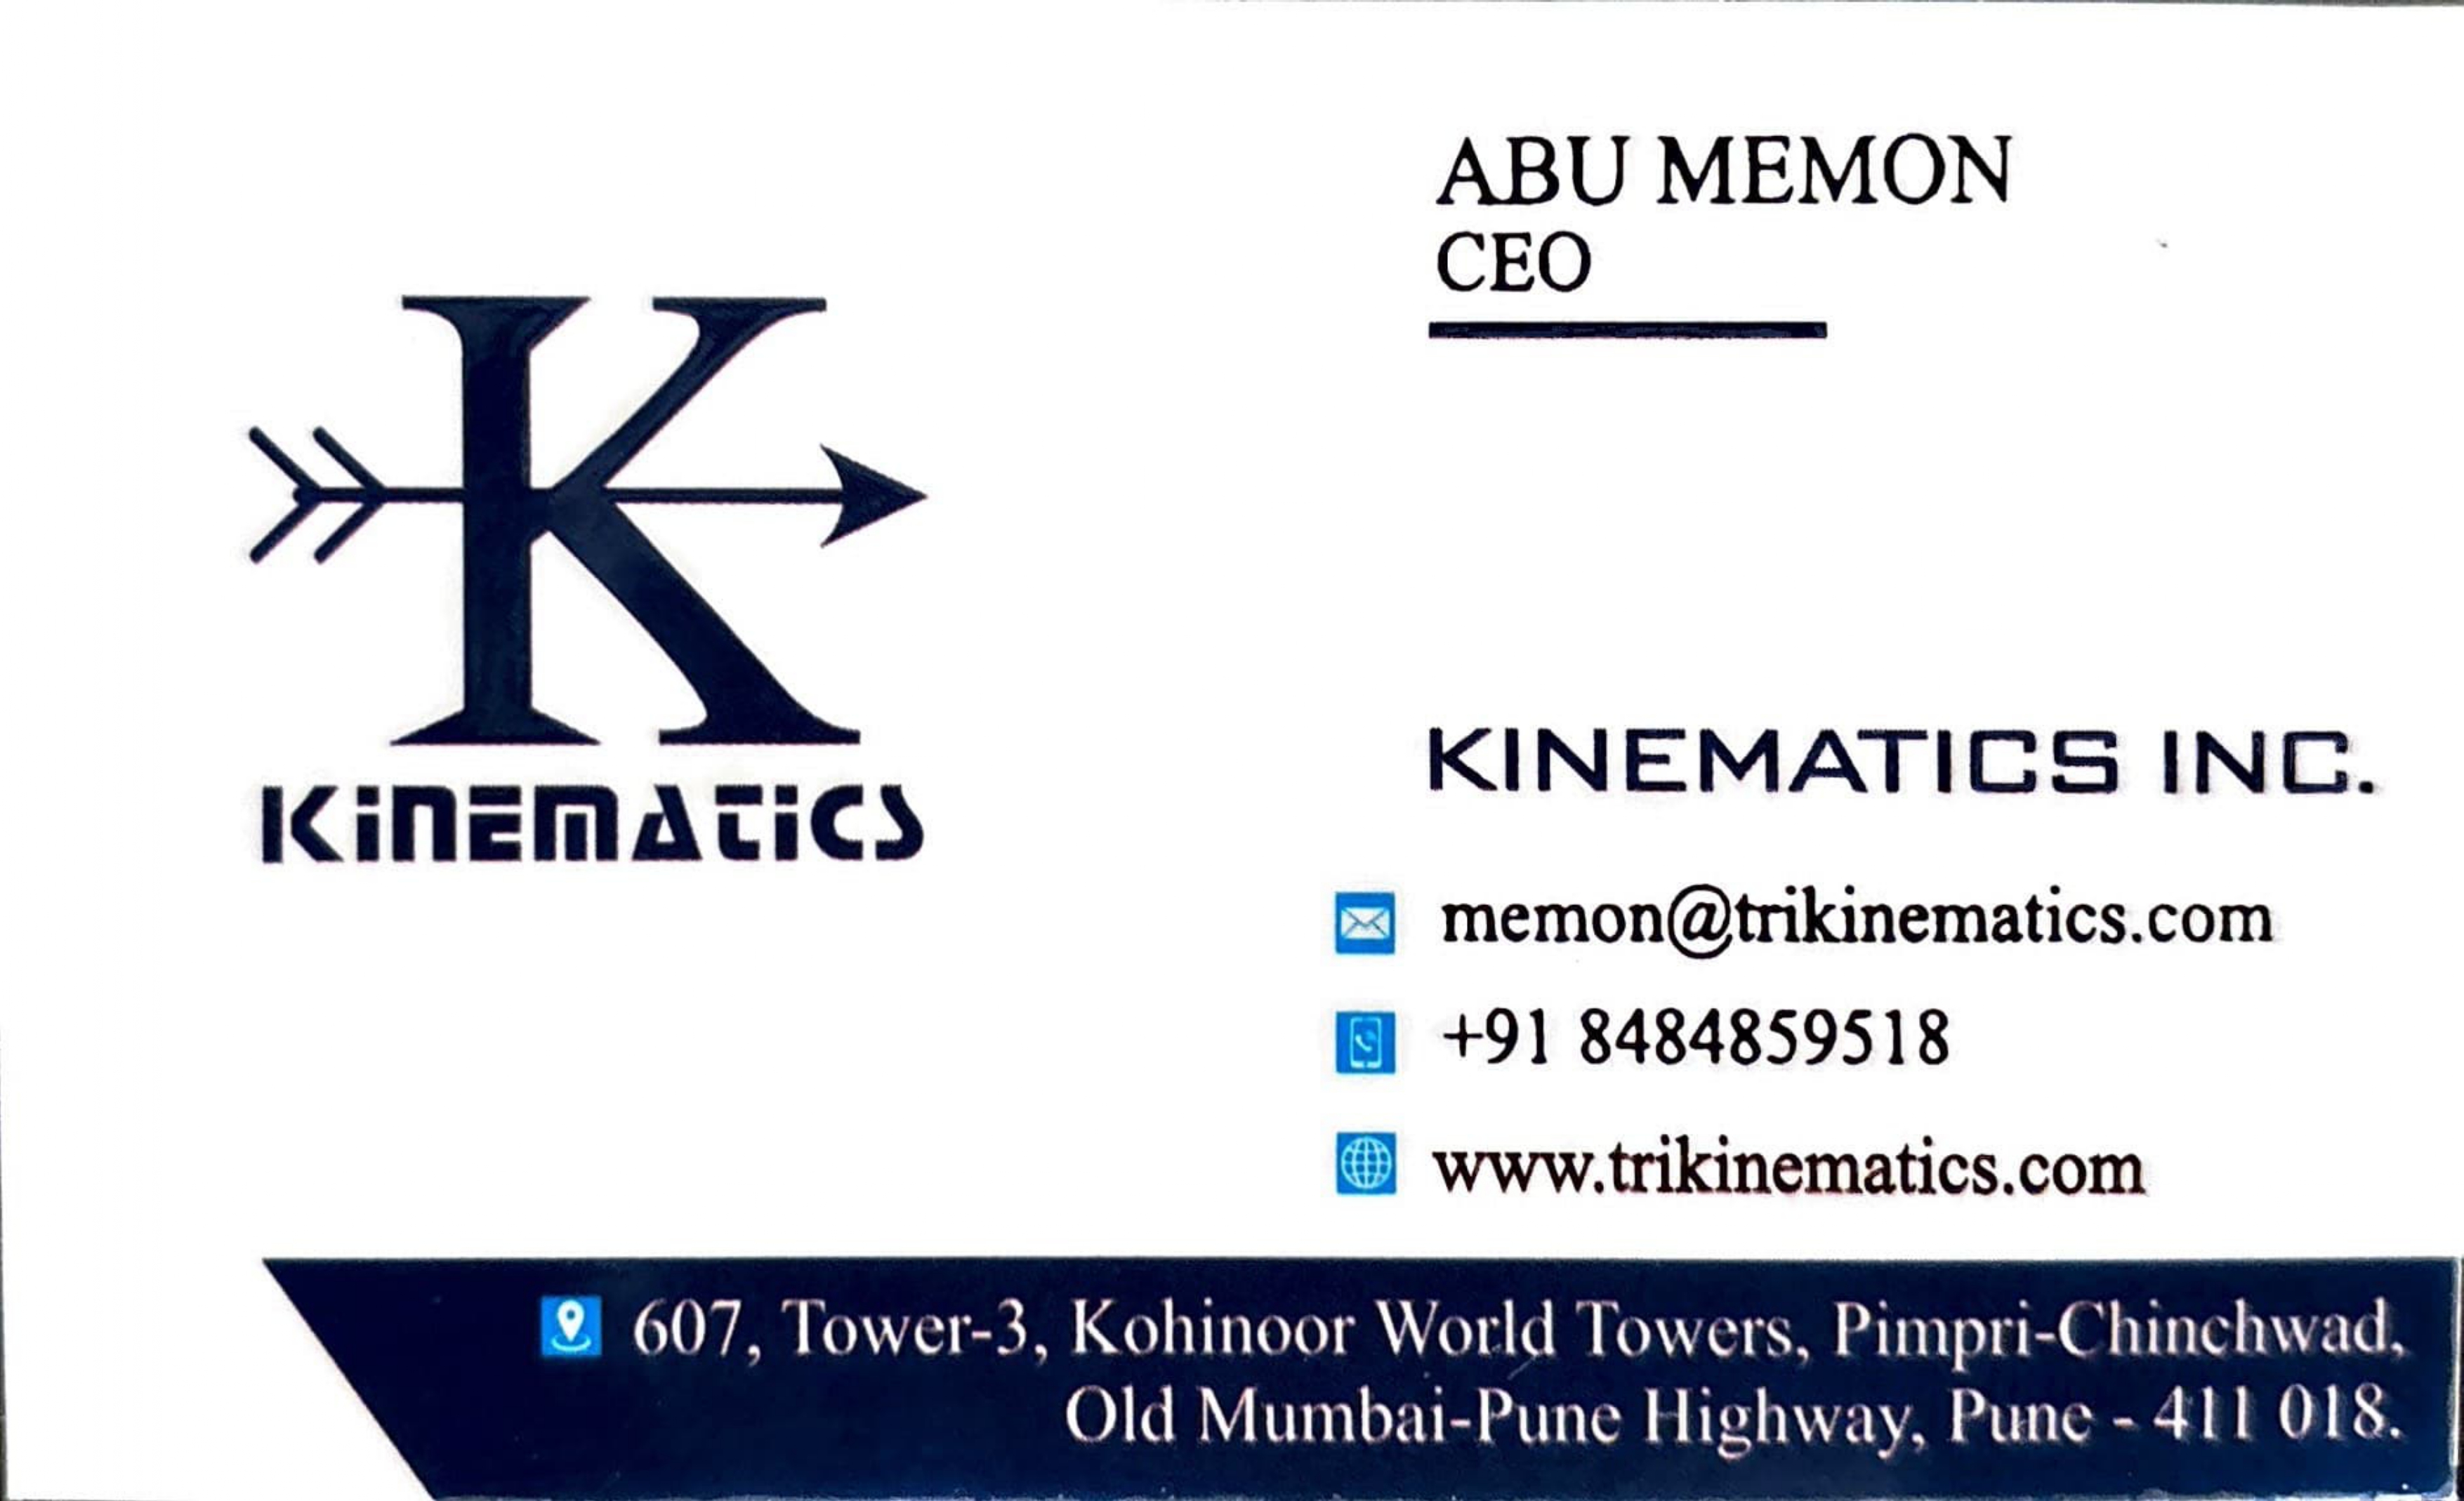 ABU MEMON
CEO
K
KiNEMATiCS
KINEMATICS INC.
memon@trikinematics.com
+91 8484859518
www.trikinematics.com
607, Tower-3, Kohinoor World Towers, Pimpri-Chinchwad,
Old Mumbai-Pune Highway, Pune - 411 018.